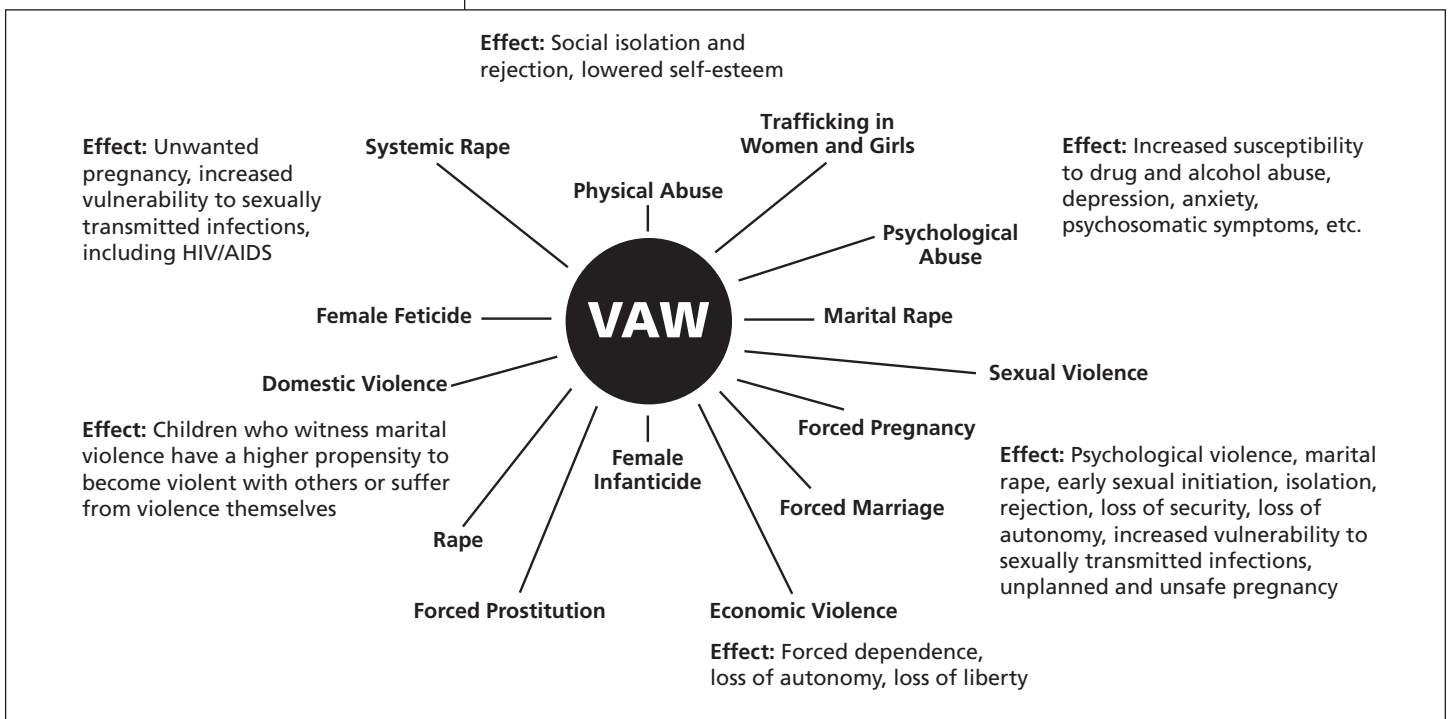 Effect: Social isolation and
rejection, lowered self-esteem
Effect: Unwanted
pregnancy, increased
vulnerability to sexually
transmitted infections,
including HIV/AIDS
Systemic Rape
Physical Abuse
Trafficking in
Women and Girls
Effect: Increased susceptibility
to drug and alcohol abuse,
depression, anxiety,
psychosomatic symptoms, etc.
Psychological
Abuse
Female Feticide
VAW
Marital Rape
Domestic Violence
Sexual Violence
Effect: Children who witness marital
violence have a higher propensity to
become violent with others or suffer
from violence themselves
Female
Infanticide
Forced Pregnancy
Effect: Psychological violence, marital
rape, early sexual initiation, isolation,
rejection, loss of security, loss of
autonomy, increased vulnerability to
sexually transmitted infections,
unplanned and unsafe pregnancy
Forced Marriage
Rape
Forced Prostitution
Economic Violence
Effect: Forced dependence,
loss of autonomy, loss of liberty